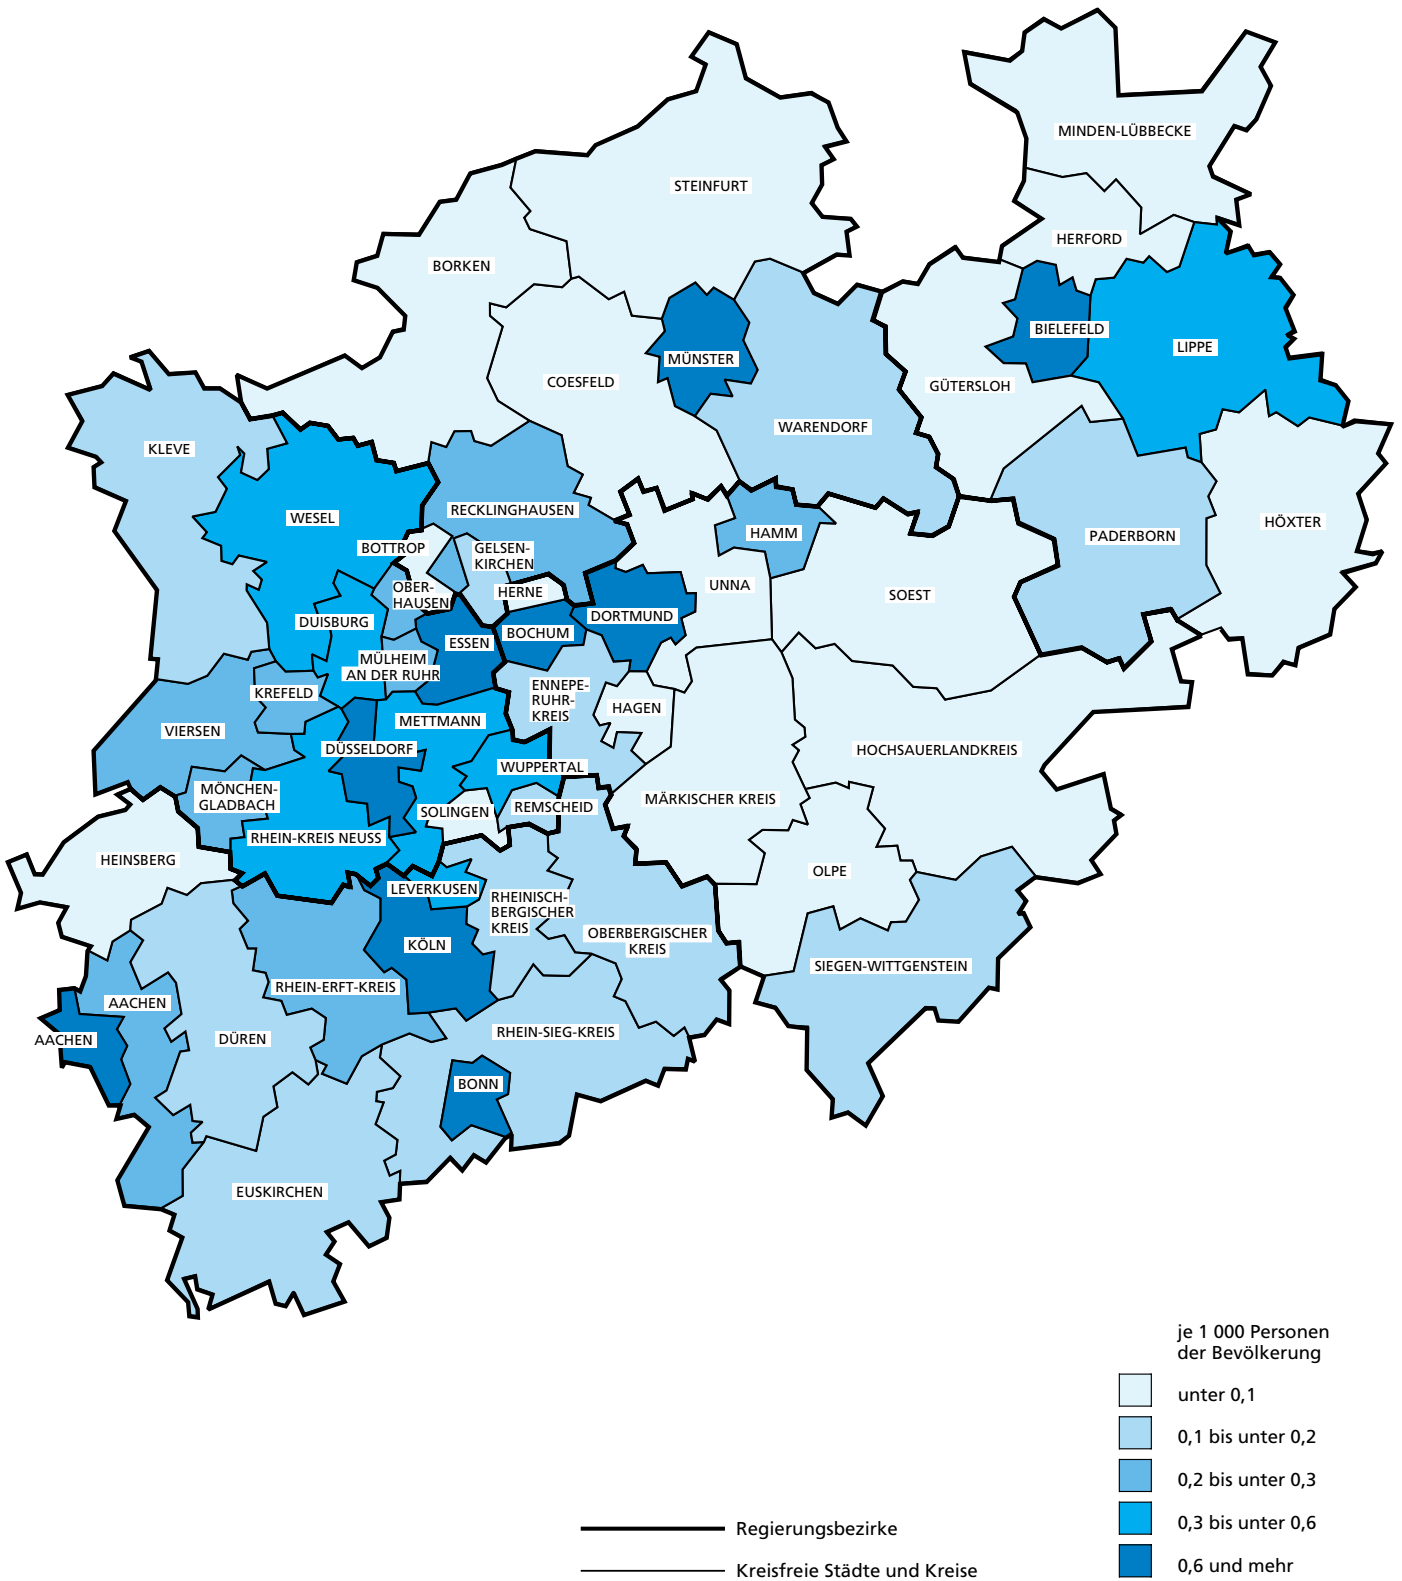 MINDEN-LÜBBECKE
STEINFURT
HERFORD
BORKEN
BIELEFELD
LIPPE
MÜNSTER
COESFELD
GÜTERSLOH
WARENDORF
KLEVE
RECKLINGHAUSEN
WESEL
HÖXTER
HAMM
PADERBORN
BOTTROP
GELSEN-
KIRCHEN
UNNA
OBER-
HAUSEN
HERNE
SOEST
DORTMUND
DUISBURG
BOCHUM
ESSEN
MÜLHEIM
AN DER RUHR
KREFELD
ENNEPE-
RUHR-
KREIS
HAGEN
METTMANN
VIERSEN
DÜSSELDORF
HOCHSAUERLANDKREIS
WUPPERTAL
MÖNCHEN-
GLADBACH
MÄRKISCHER KREIS
REMSCHEID
SOLINGEN
RHEIN-KREIS NEUSS
HEINSBERG
OLPE
LEVERKUSEN
RHEINISCH-
BERGISCHER
KREIS
OBERBERGISCHER
KREIS
KÖLN
SIEGEN-WITTGENSTEIN
RHEIN-ERFT-KREIS
AACHEN
RHEIN-SIEG-KREIS
AACHEN
DÜREN
BONN
EUSKIRCHEN
je 1 000 Personen
der Bevölkerung
unter 0,1
0,1 bis unter 0,2
0,2 bis unter 0,3
0,3 bis unter 0,6
0,6 und mehr
Regierungsbezirke
Kreisfreie Städte und Kreise